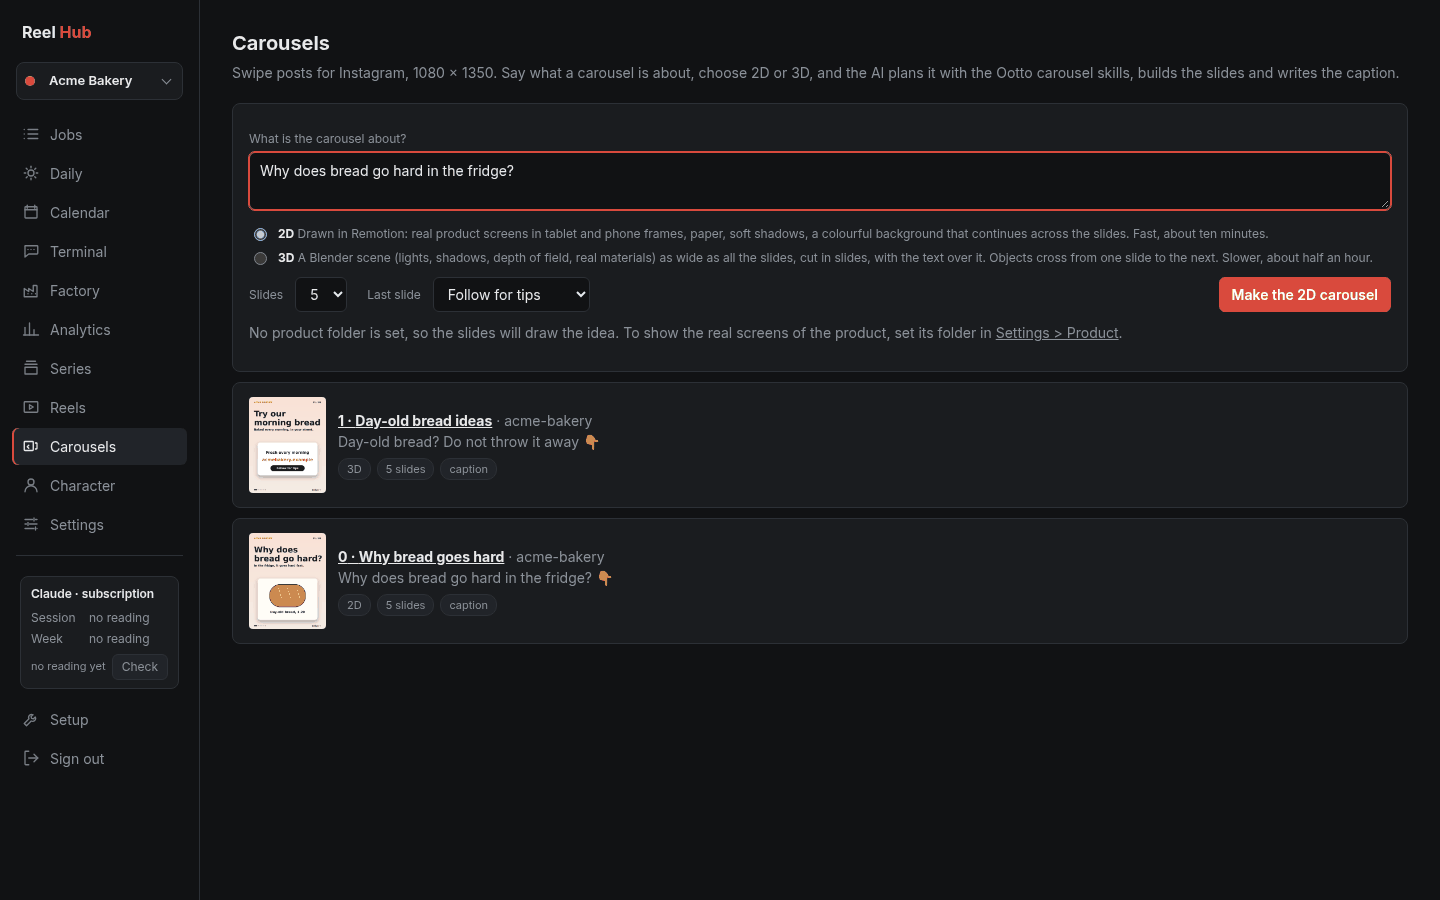 Reel Hub
Acme Bakery
Jobs
Daily
Calendar
Terminal
Factory
Analytics
Series
Reels
Carousels
Character
Settings
Claude · subscription
Session no reading
Week no reading
no reading yet Check
Setup
Sign out
Carousels
Swipe posts for Instagram, 1080 × 1350. Say what a carousel is about, choose 2D or 3D, and the AI plans it with the Ootto carousel skills, builds the slides and writes the caption.
What is the carousel about?
Why does bread go hard in the fridge?
2D Drawn in Remotion: real product screens in tablet and phone frames, paper, soft shadows, a colourful background that continues across the slides. Fast, about ten minutes.
3D A Blender scene (lights, shadows, depth of field, real materials) as wide as all the slides, cut in slides, with the text over it. Objects cross from one slide to the next. Slower, about half an hour.
Slides 5 Last slide Follow for tips Make the 2D carousel
No product folder is set, so the slides will draw the idea. To show the real screens of the product, set its folder in Settings > Product.
Try our
morning bread
Fresh every morning
1 · Day-old bread ideas · acme-bakery
Day-old bread? Do not throw it away 👇🏽
3D 5 slides caption
Why does
bread go hard?
0 · Why bread goes hard · acme-bakery
Why does bread go hard in the fridge? 👇🏽
2D 5 slides caption